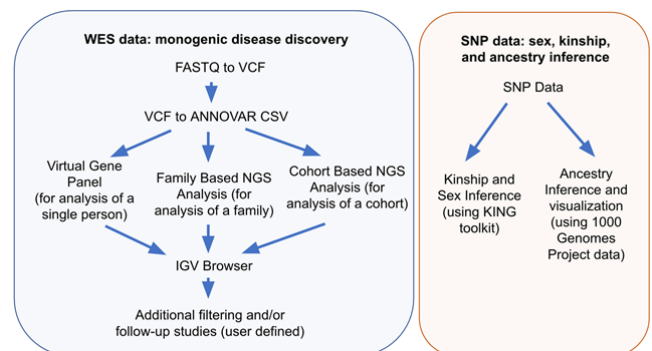 WES data: monogenic disease discovery
FASTQ to VCF
VCF to ANNOVAR CSV
Virtual Gene
Panel
(for analysis of a
single person)
Family Based NGS
Analysis (for
analysis of a family)
Cohort Based NGS
Analysis (for
analysis of a cohort)
IGV Browser
Additional filtering and/or
follow-up studies (user defined)
SNP data: sex, kinship,
and ancestry inference
SNP Data
Kinship and
Sex Inference
(using KING
toolkit)
Ancestry
Inference and
visualization
(using 1000
Genomes
Project data)